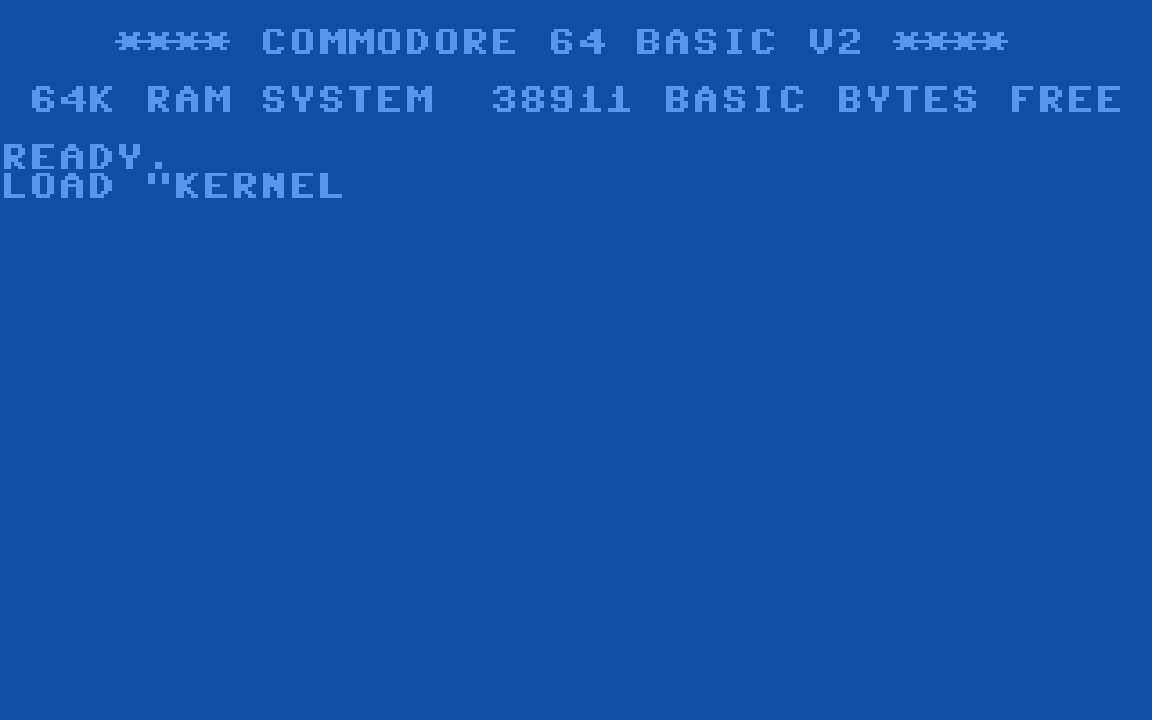 **** COMMODORE 64 BASIC V2 ****
64K RAM SYSTEM  38911 BASIC BYTES FREE
READY.
LOAD "KERNEL